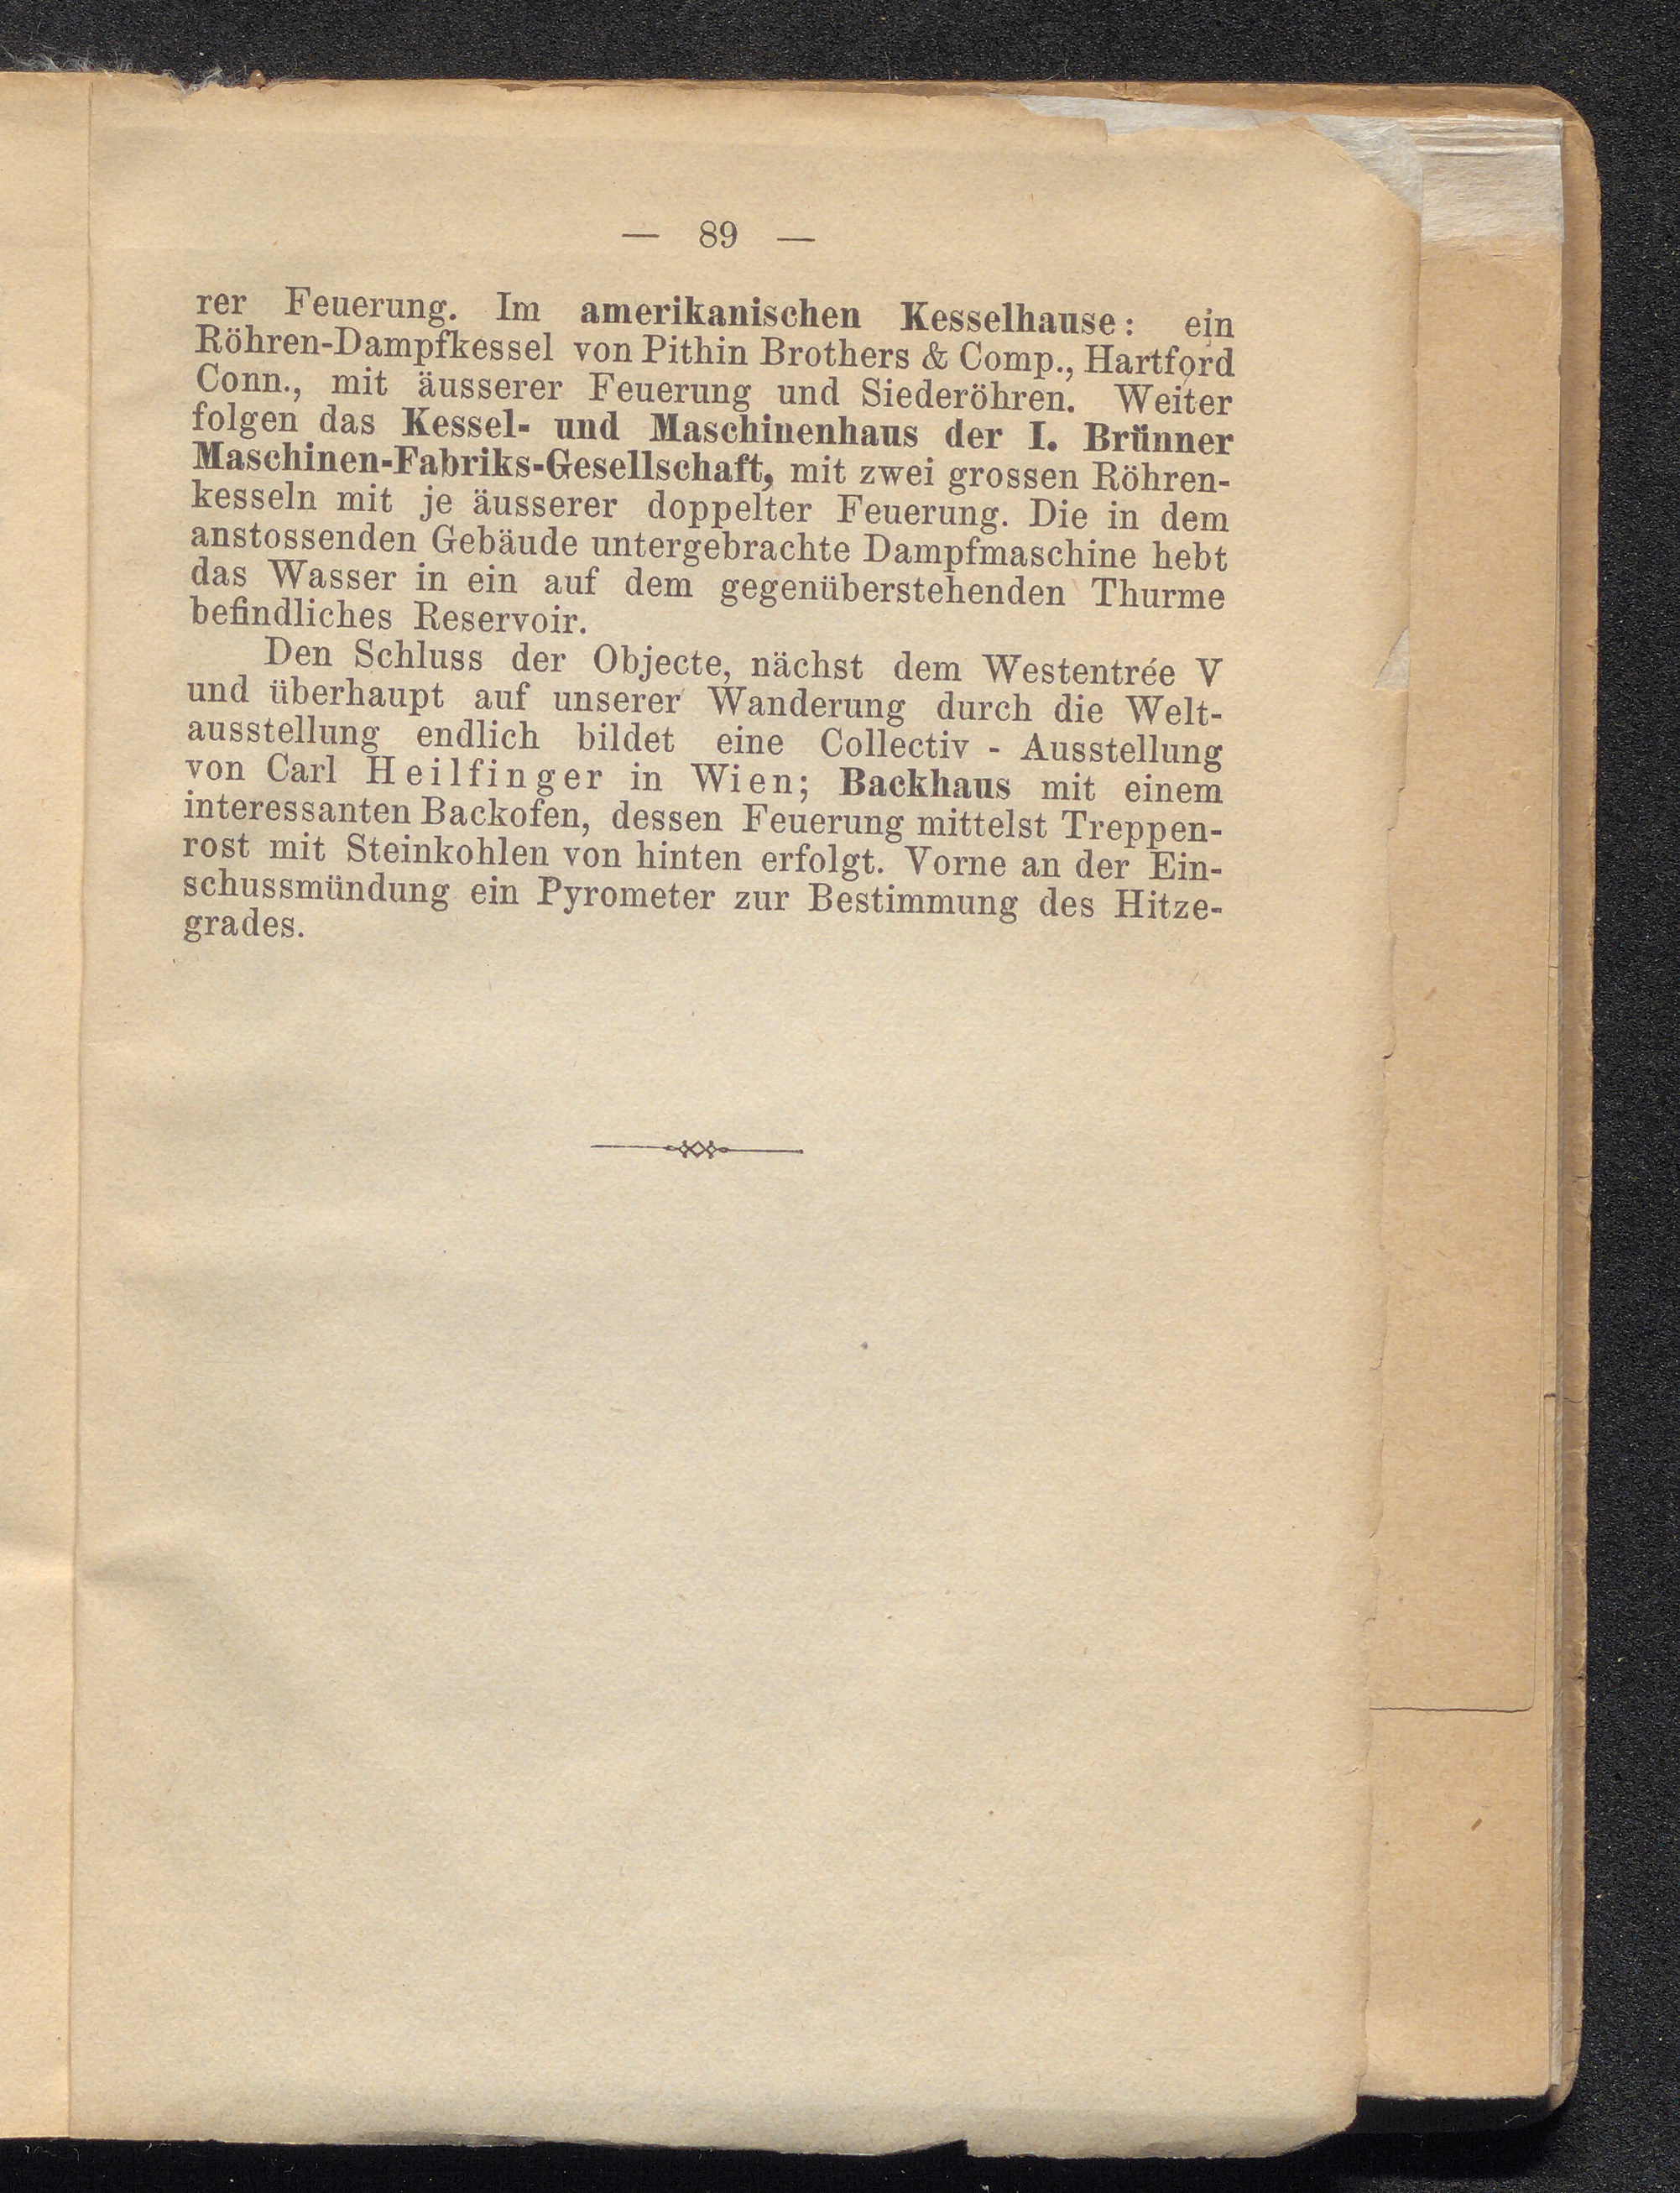 — 89 —
rer Feuerung. Im amerikanischen Kesselhause: ein
Röhren-Dampfkessel von Pithin Brothers & Comp., Hartford
Conn., mit äusserer Feuerung und Siederöhren. Weiter
folgen das Kessel- und Maschinenhaus der I. Brünner
Maschinen-Fabriks-Gesellschaft, mit zwei grossen Röhren-
kesseln mit je äusserer doppelter Feuerung. Die in dem
anstossenden Gebäude untergebrachte Dampfmaschine hebt
das Wasser in ein auf dem gegenüberstehenden Thurme
befindliches Reservoir.
Den Schluss der Objecte, nächst dem Westentrée V
und überhaupt auf unserer Wanderung durch die Welt-
ausstellung endlich bildet eine Collectiv - Ausstellung
von Carl Heilfinger in Wien; Backhaus mit einem
interessanten Backofen, dessen Feuerung mittelst Treppen-
rost mit Steinkohlen von hinten erfolgt. Vorne an der Ein-
schussmündung ein Pyrometer zur Bestimmung des Hitze-
grades.